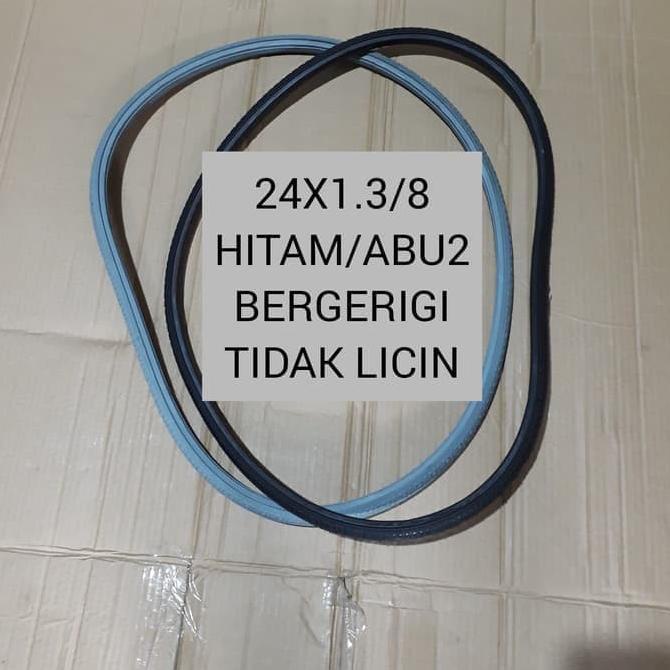 24X1.3/8
HITAM/ABU2
BERGERIGI
TIDAK LICIN